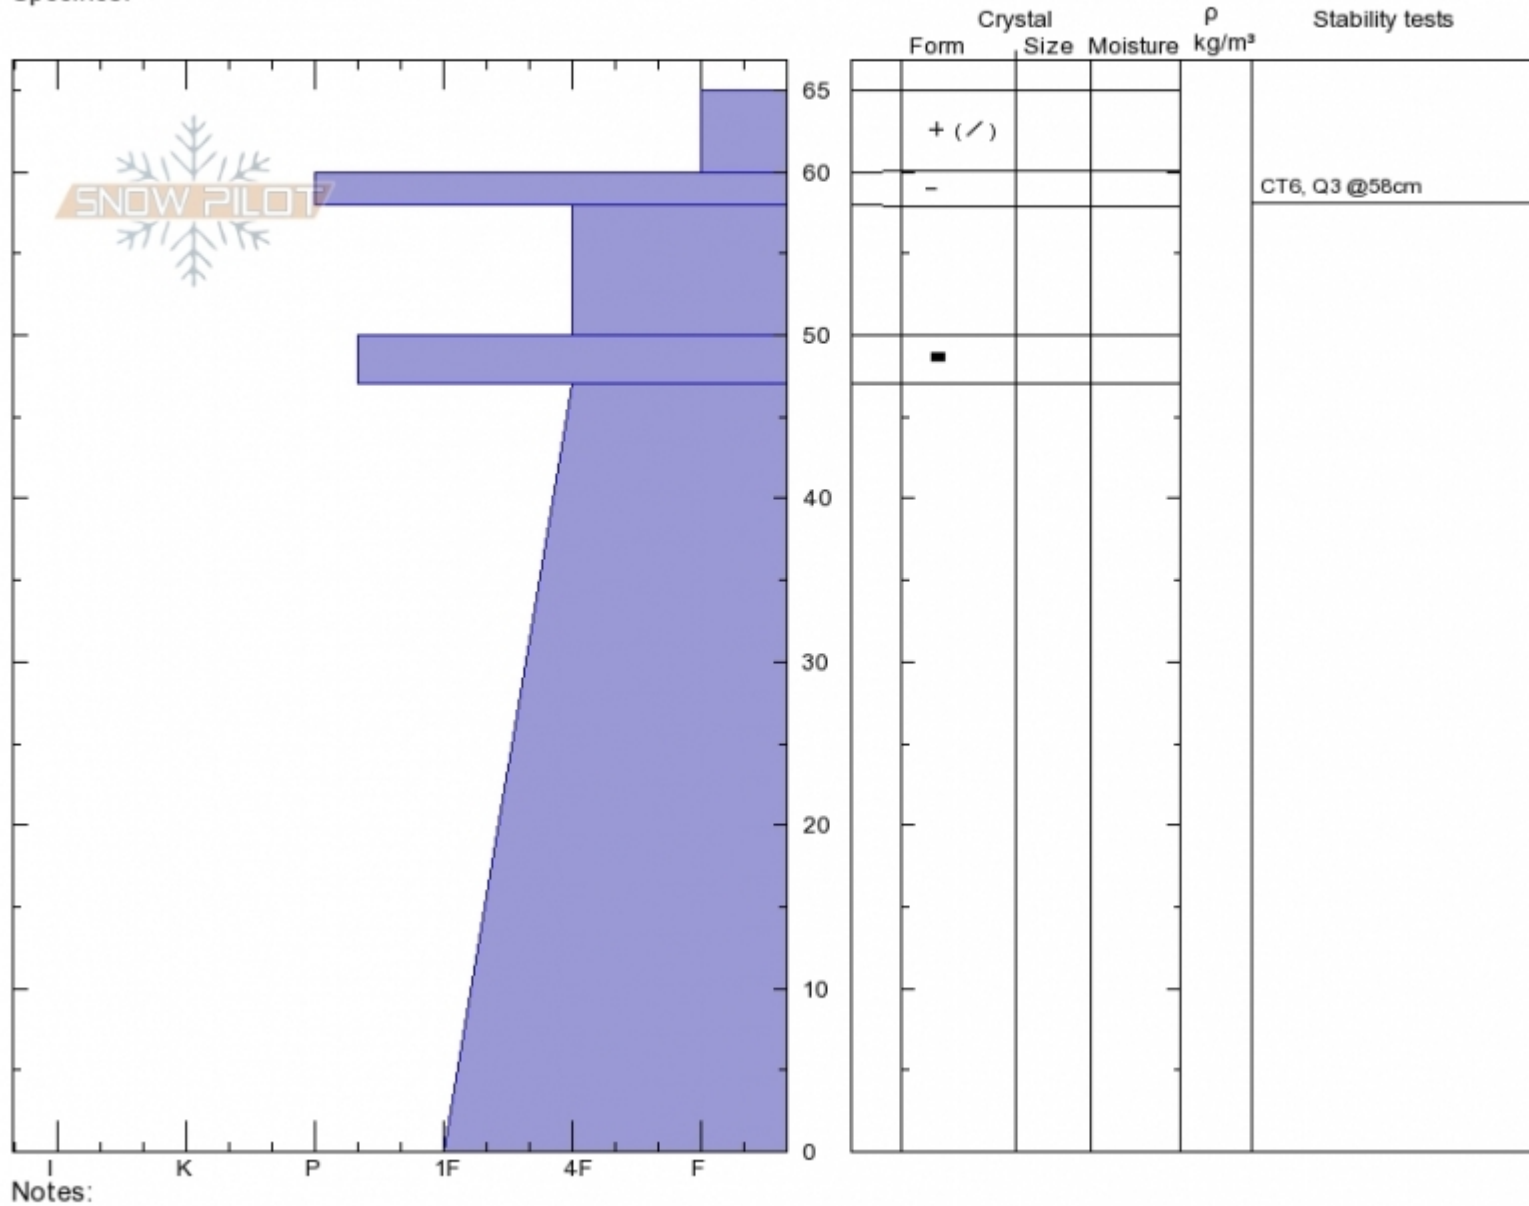 Crystal ρ Stability tests
Form Size Moisture kg/m³
65
+ (/)
60
SNOW PILOT
CT6, Q3 @58cm
50
40
30
20
10
0
I K P 1F 4F F
Notes: